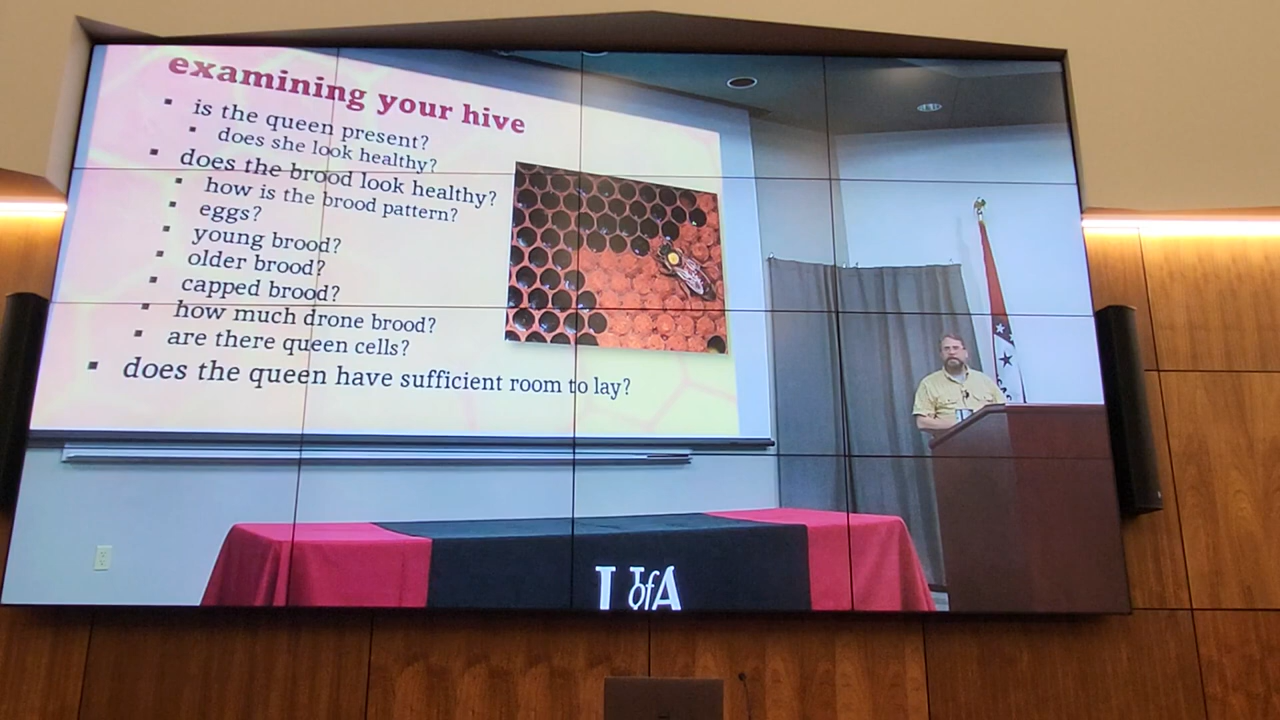 examining your hive
is the queen present?
does she look healthy?
does the brood look healthy?
how is the brood pattern?
eggs?
young brood?
older brood?
capped brood?
how much drone brood?
are there queen cells?
does the queen have sufficient room to lay?
U of A